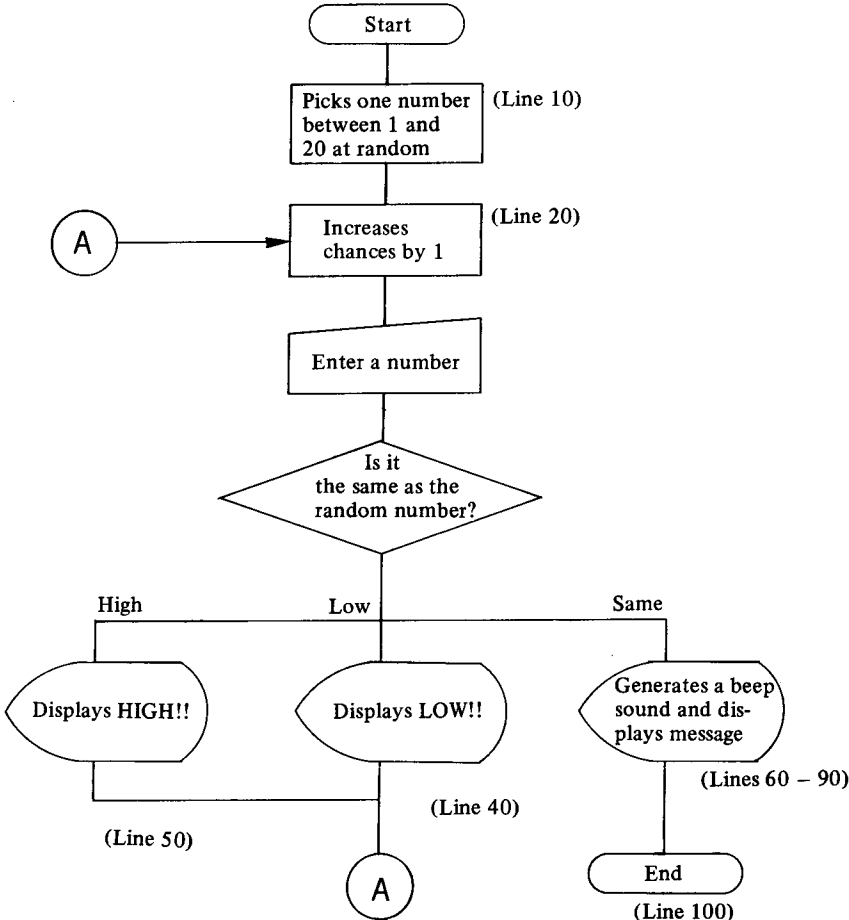 Start
Picks one number
between 1 and
20 at random
(Line 10)
A
Increases
chances by 1
(Line 20)
Enter a number
Is it
the same as the
random number?
High
Low
Same
Displays HIGH!!
Displays LOW!!
Generates a beep
sound and dis-
plays message
(Lines 60 – 90)
(Line 40)
(Line 50)
A
End
(Line 100)